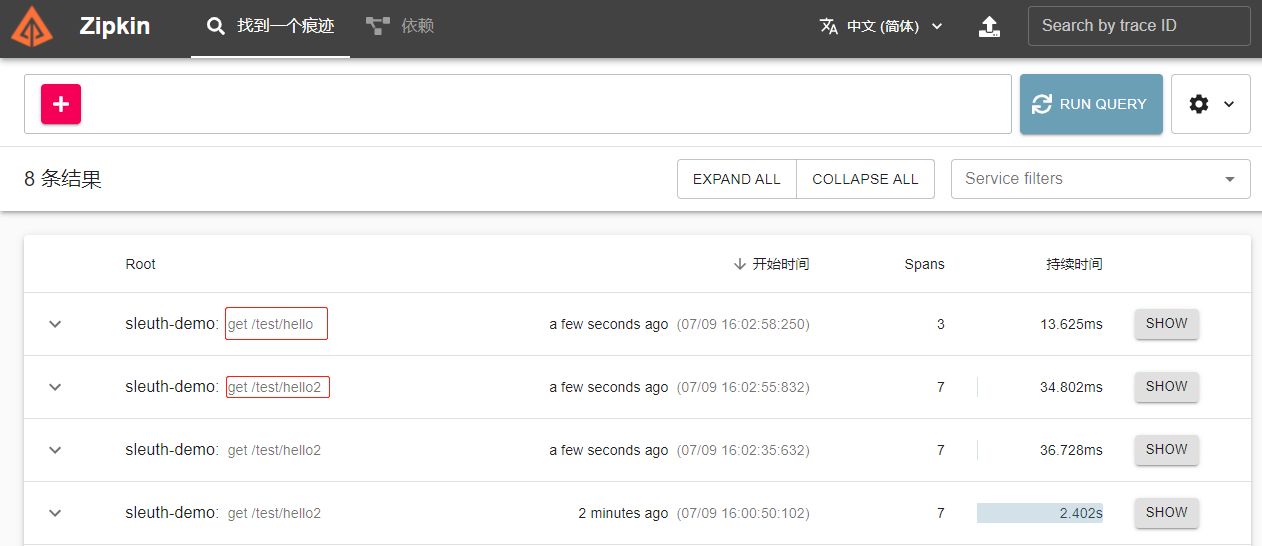 Zipkin 找到一个痕迹 依赖 中文 (简体) Search by trace ID
RUN QUERY
8 条结果 EXPAND ALL COLLAPSE ALL Service filters
Root 开始时间 Spans 持续时间
sleuth-demo: get /test/hello a few seconds ago (07/09 16:02:58:250) 3 13.625ms SHOW
sleuth-demo: get /test/hello2 a few seconds ago (07/09 16:02:55:832) 7 34.802ms SHOW
sleuth-demo: get /test/hello2 a few seconds ago (07/09 16:02:35:632) 7 36.728ms SHOW
sleuth-demo: get /test/hello2 2 minutes ago (07/09 16:00:50:102) 7 2.402s SHOW